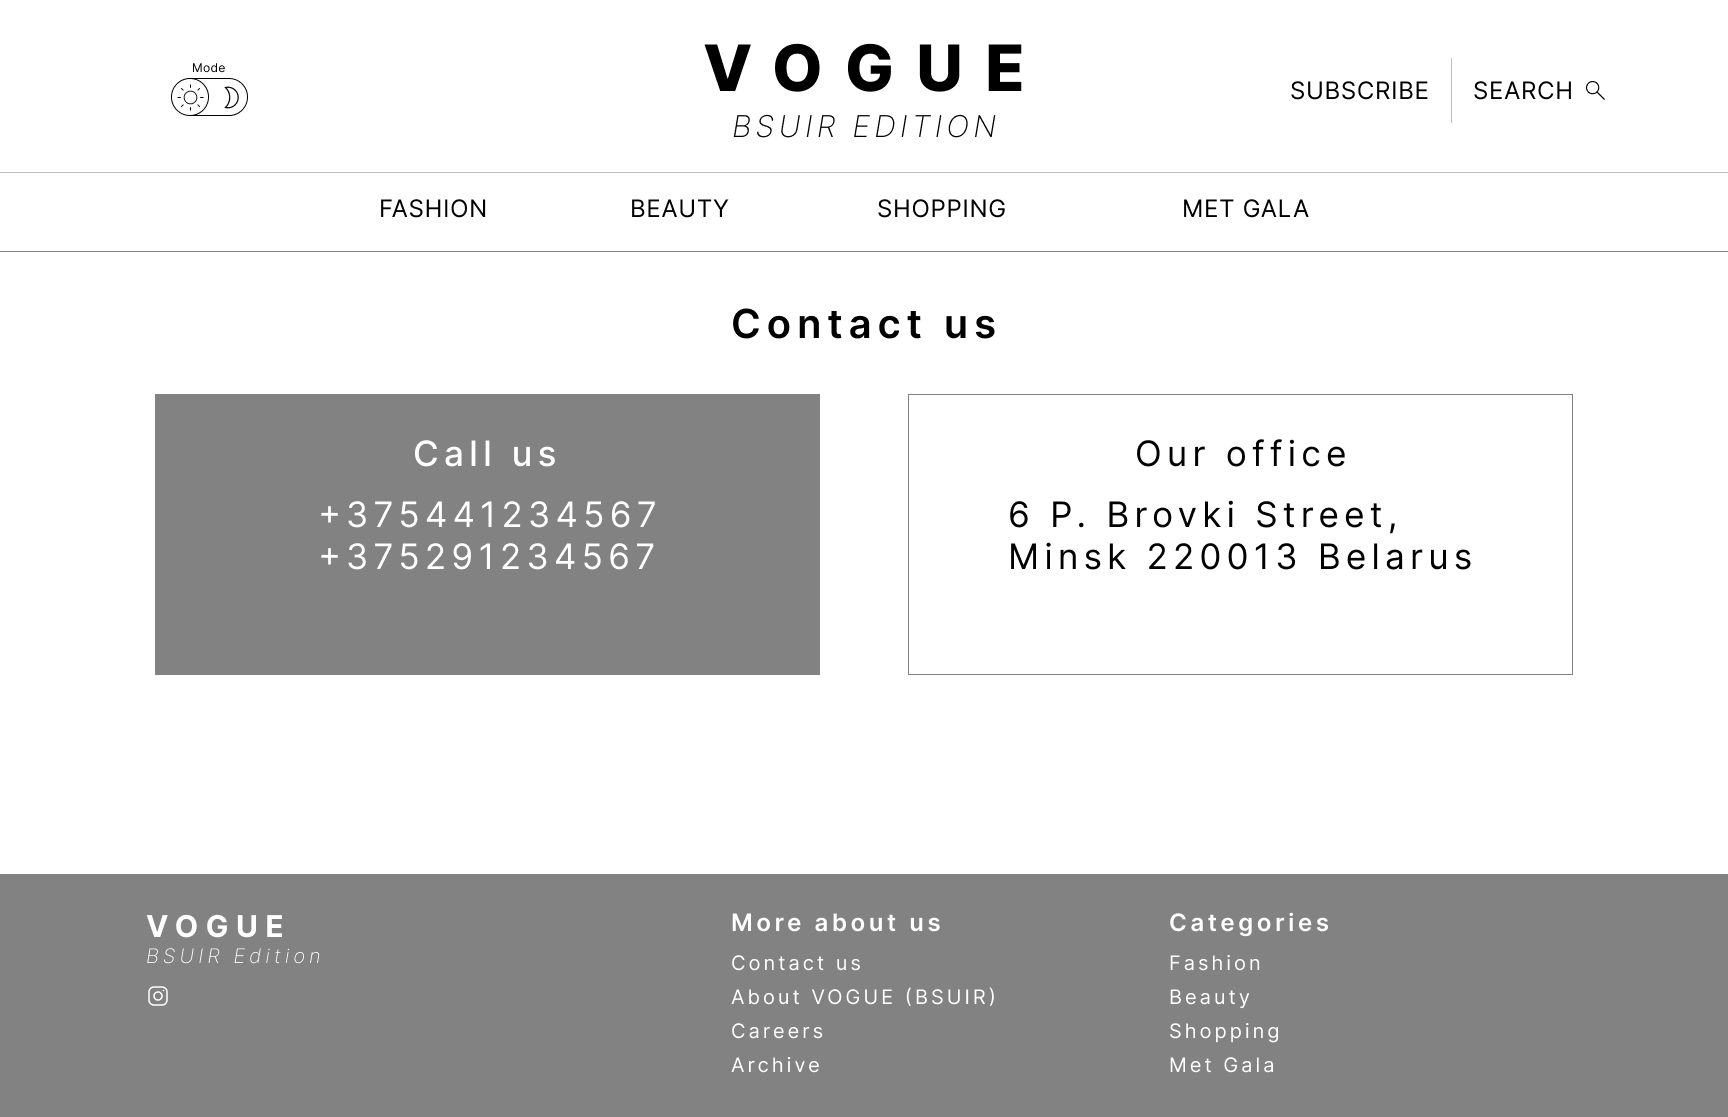 Mode
VOGUE
BSUIR EDITION
SUBSCRIBE
SEARCH
FASHION
BEAUTY
SHOPPING
MET GALA
Contact us
Call us
+375441234567
+375291234567
Our office
6 P. Brovki Street,
Minsk 220013 Belarus
VOGUE
BSUIR Edition
More about us
Contact us
About VOGUE (BSUIR)
Careers
Archive
Categories
Fashion
Beauty
Shopping
Met Gala